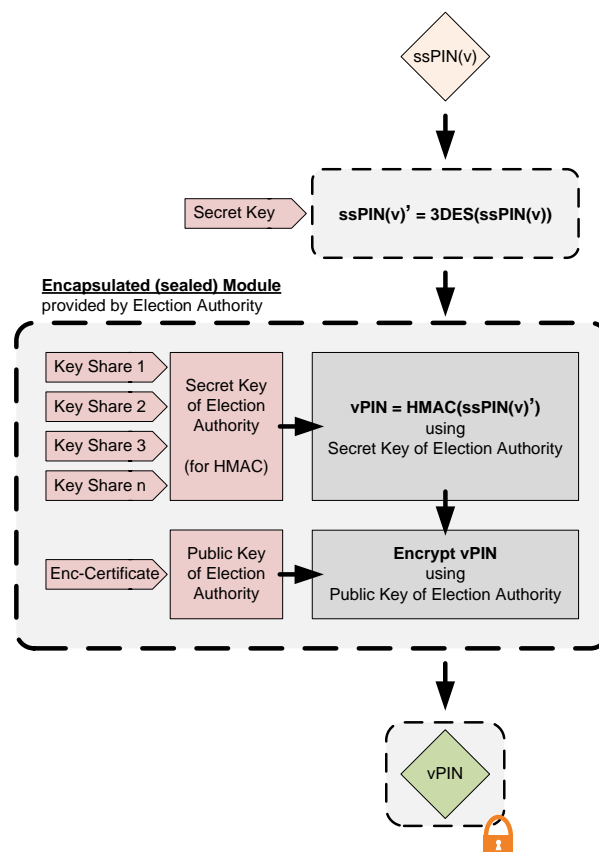 ssPIN(v)
Secret Key
ssPIN(v)’ = 3DES(ssPIN(v))
Encapsulated (sealed) Module
provided by Election Authority
Key Share 1
Key Share 2
Key Share 3
Key Share n
Secret Key
of Election
Authority
(for HMAC)
vPIN = HMAC(ssPIN(v)’)
using
Secret Key of Election Authority
Enc-Certificate
Public Key
of Election
Authority
Encrypt vPIN
using
Public Key of Election Authority
vPIN